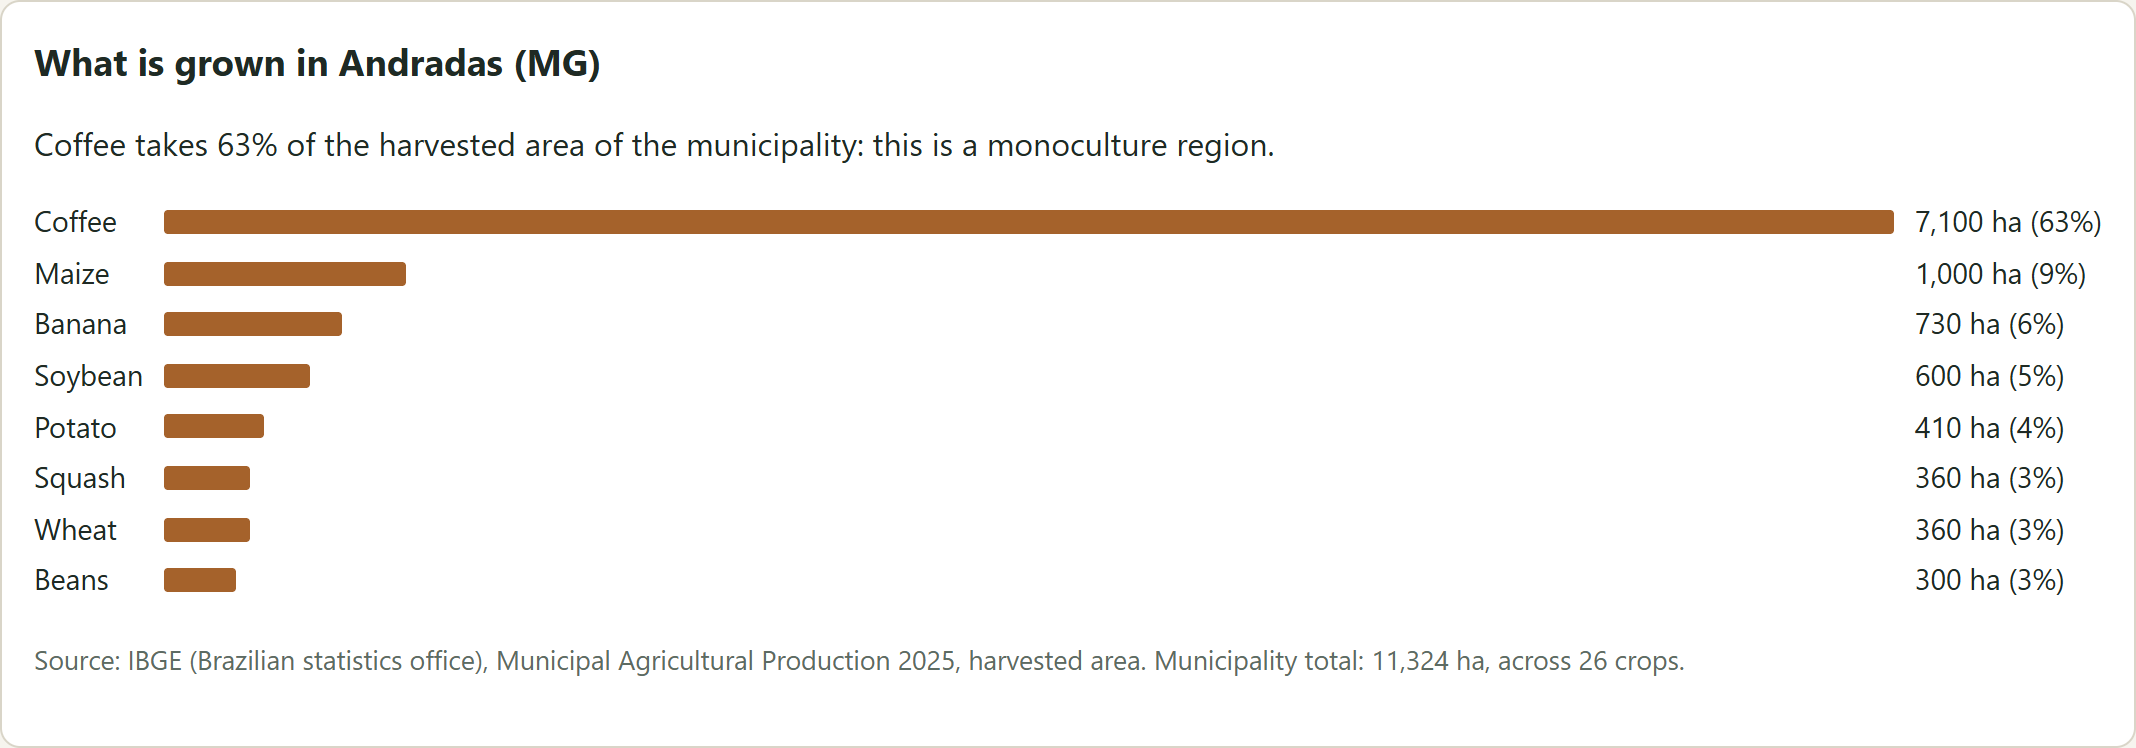 What is grown in Andradas (MG)
Coffee takes 63% of the harvested area of the municipality: this is a monoculture region.
Coffee 7,100 ha (63%)
Maize 1,000 ha (9%)
Banana 730 ha (6%)
Soybean 600 ha (5%)
Potato 410 ha (4%)
Squash 360 ha (3%)
Wheat 360 ha (3%)
Beans 300 ha (3%)
Source: IBGE (Brazilian statistics office), Municipal Agricultural Production 2025, harvested area. Municipality total: 11,324 ha, across 26 crops.